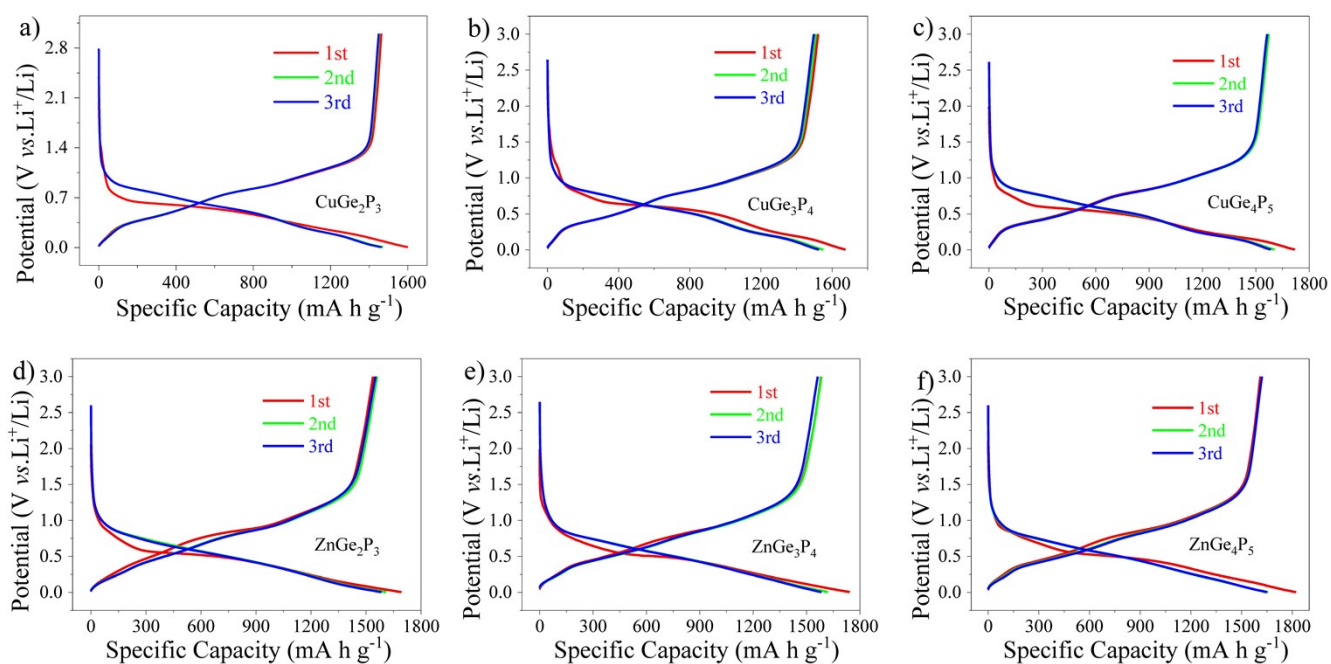 a)
2.8
2.1
1.4
0.7
0.0
Potential (V vs.Li⁺/Li)
1st
2nd
3rd
CuGe₂P₃
0 400 800 1200 1600
Specific Capacity (mA h g⁻¹)
b)
3.0
2.5
2.0
1.5
1.0
0.5
0.0
Potential (V vs.Li⁺/Li)
1st
2nd
3rd
CuGe₃P₄
0 400 800 1200 1600
Specific Capacity (mA h g⁻¹)
c)
3.0
2.5
2.0
1.5
1.0
0.5
0.0
Potential (V vs.Li⁺/Li)
1st
2nd
3rd
CuGe₄P₅
0 300 600 900 1200 1500 1800
Specific Capacity (mA h g⁻¹)
d)
3.0
2.5
2.0
1.5
1.0
0.5
0.0
Potential (V vs.Li⁺/Li)
1st
2nd
3rd
ZnGe₂P₃
0 300 600 900 1200 1500 1800
Specific Capacity (mA h g⁻¹)
e)
3.0
2.5
2.0
1.5
1.0
0.5
0.0
Potential (V vs.Li⁺/Li)
1st
2nd
3rd
ZnGe₃P₄
0 300 600 900 1200 1500 1800
Specific Capacity (mA h g⁻¹)
f)
3.0
2.5
2.0
1.5
1.0
0.5
0.0
Potential (V vs.Li⁺/Li)
1st
2nd
3rd
ZnGe₄P₅
0 300 600 900 1200 1500 1800
Specific Capacity (mA h g⁻¹)